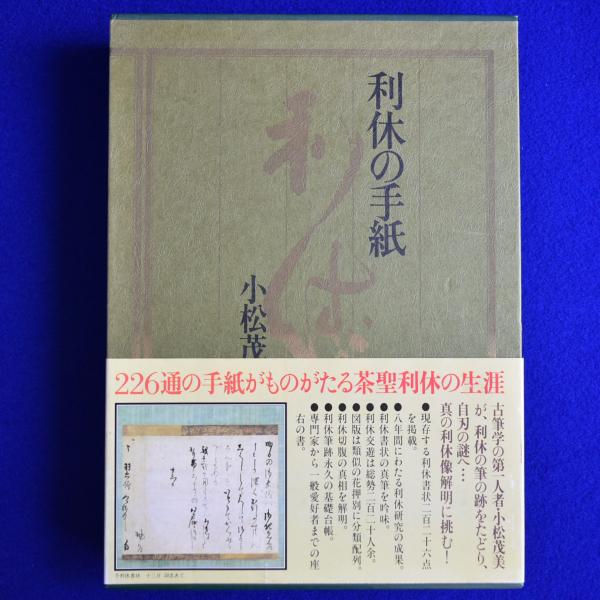 利休の手紙
小松茂
226通の手紙がものがたる茶聖利休の生涯
古筆学の第一人者・小松茂美
が、利休の筆の跡をたどり、
自刃の謎へ…
真の利休像解明に挑む！
●現存する利休書状二百二十六点
を掲載。
●八年間にわたる利休研究の成果。
●利休書状の真筆を吟味。
●利休交遊は総勢二百二十人余。
●図版は類似の花押別に分類配列。
●利休切腹の真相を解明。
●利休筆跡永久の基礎台帳。
●専門家から一般愛好者までの座
右の書。